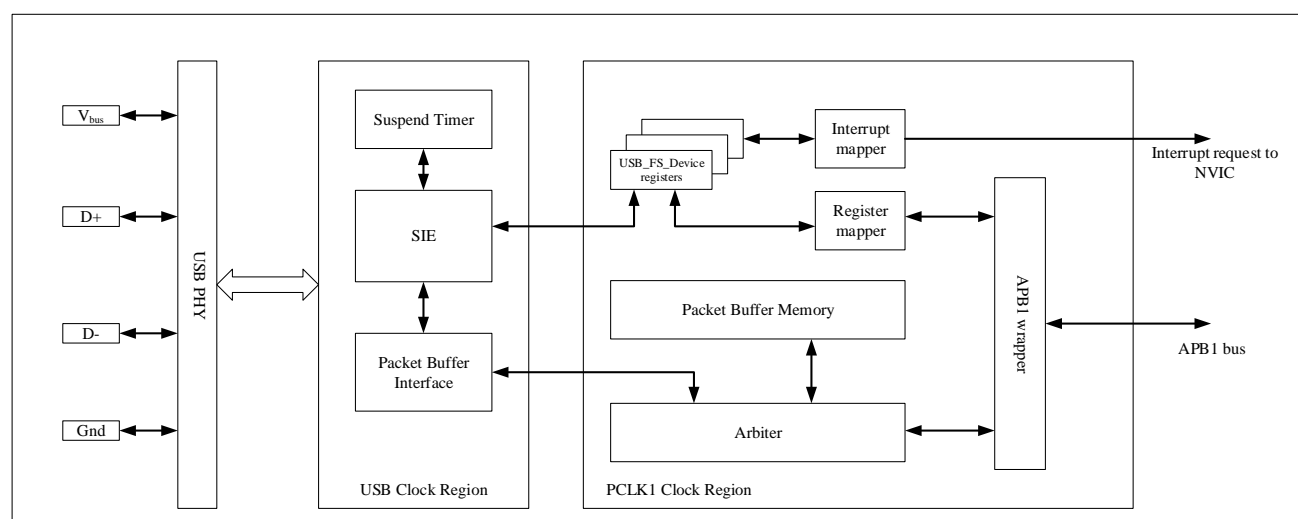 Vbus
D+
D-
Gnd
USB PHY
Suspend Timer
SIE
Packet Buffer
Interface
USB Clock Region
USB_FS_Device
registers
Interrupt
mapper
Register
mapper
Packet Buffer Memory
Arbiter
APB1 wrapper
PCLK1 Clock Region
Interrupt request to
NVIC
APB1 bus